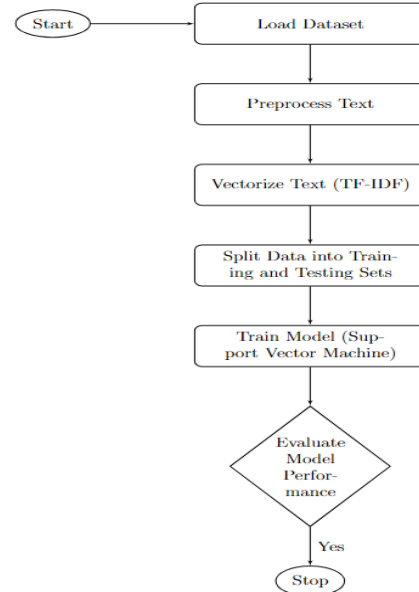 Start
Load Dataset
Preprocess Text
Vectorize Text (TF-IDF)
Split Data into Train-
ing and Testing Sets
Train Model (Sup-
port Vector Machine)
Evaluate
Model
Perfor-
mance
Yes
Stop